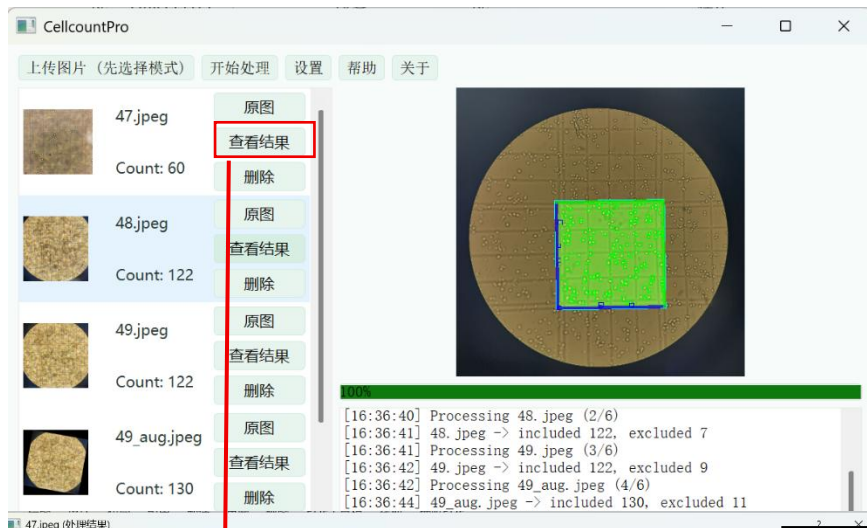 CellcountPro
上传图片（先选择模式） 开始处理 设置 帮助 关于
原图
47.jpeg
查看结果
Count: 60
删除
原图
48.jpeg
查看结果
Count: 122
删除
原图
49.jpeg
查看结果
Count: 122
删除
原图
49_aug.jpeg
查看结果
Count: 130
删除
100%
[16:36:40] Processing 48.jpeg (2/6)
[16:36:41] 48.jpeg -> included 122, excluded 7
[16:36:41] Processing 49.jpeg (3/6)
[16:36:42] 49.jpeg -> included 122, excluded 9
[16:36:42] Processing 49_aug.jpeg (4/6)
[16:36:44] 49_aug.jpeg -> included 130, excluded 11
47.jpeg (处理结果)